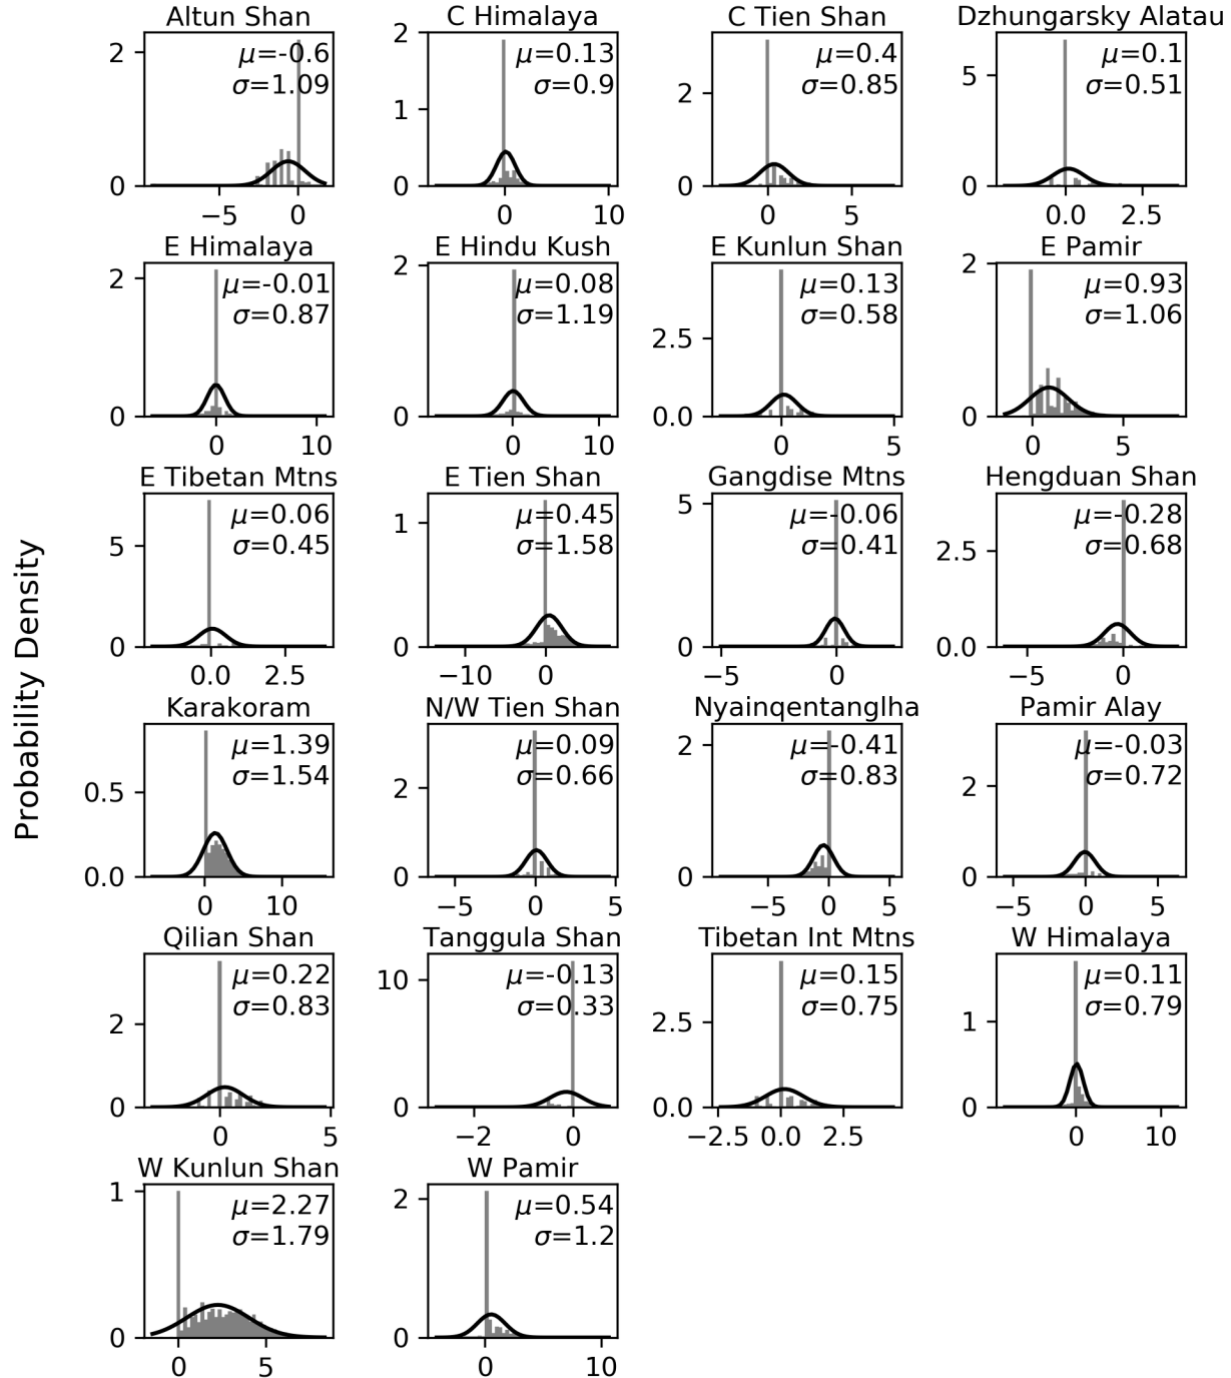 Altun Shan
C Himalaya
C Tien Shan
Dzhungarsky Alatau
2
0
−5
0
μ=-0.6
σ=1.09
2
1
0
0
10
μ=0.13
σ=0.9
2
0
0
5
μ=0.4
σ=0.85
5
0
0.0
2.5
μ=0.1
σ=0.51
E Himalaya
E Hindu Kush
E Kunlun Shan
E Pamir
2
0
0
10
μ=-0.01
σ=0.87
2
0
0
10
μ=0.08
σ=1.19
2.5
0.0
0
5
μ=0.13
σ=0.58
2
0
0
5
μ=0.93
σ=1.06
E Tibetan Mtns
E Tien Shan
Gangdise Mtns
Hengduan Shan
5
0
0.0
2.5
μ=0.06
σ=0.45
1
0
−10
0
μ=0.45
σ=1.58
5
0
−5
0
μ=-0.06
σ=0.41
2.5
0.0
−5
0
μ=-0.28
σ=0.68
Probability Density
Karakoram
N/W Tien Shan
Nyainqentanglha
Pamir Alay
0.5
0.0
0
10
μ=1.39
σ=1.54
2
0
−5
0
5
μ=0.09
σ=0.66
2
0
−5
0
5
μ=-0.41
σ=0.83
2
0
−5
0
5
μ=-0.03
σ=0.72
Qilian Shan
Tanggula Shan
Tibetan Int Mtns
W Himalaya
2
0
0
5
μ=0.22
σ=0.83
10
0
−2
0
μ=-0.13
σ=0.33
2.5
0.0
−2.5
0.0
2.5
μ=0.15
σ=0.75
1
0
0
10
μ=0.11
σ=0.79
W Kunlun Shan
W Pamir
1
0
0
5
μ=2.27
σ=1.79
2
0
0
10
μ=0.54
σ=1.2